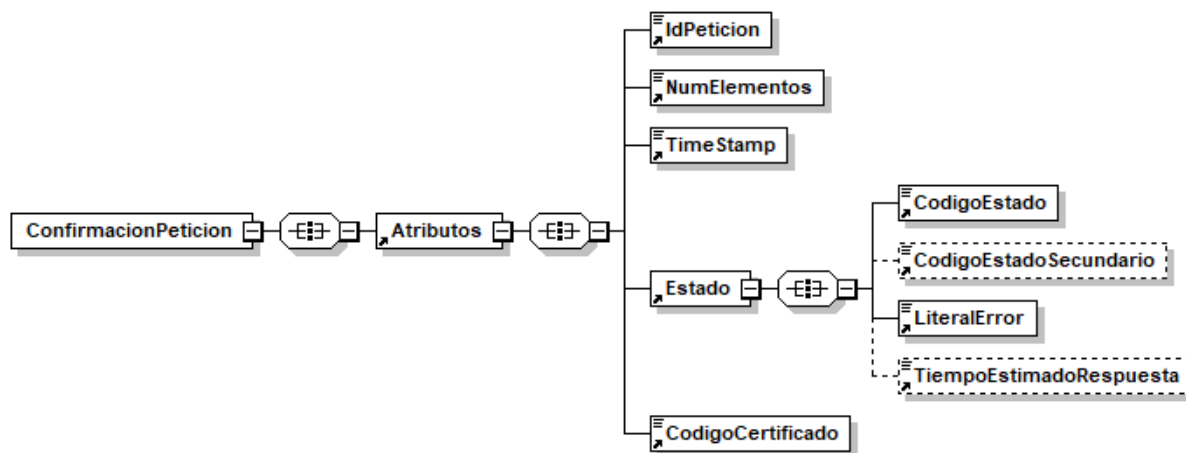 ConfirmacionPeticion
Atributos
IdPeticion
NumElementos
TimeStamp
Estado
CodigoEstado
CodigoEstadoSecundario
LiteralError
TiempoEstimadoRespuesta
CodigoCertificado